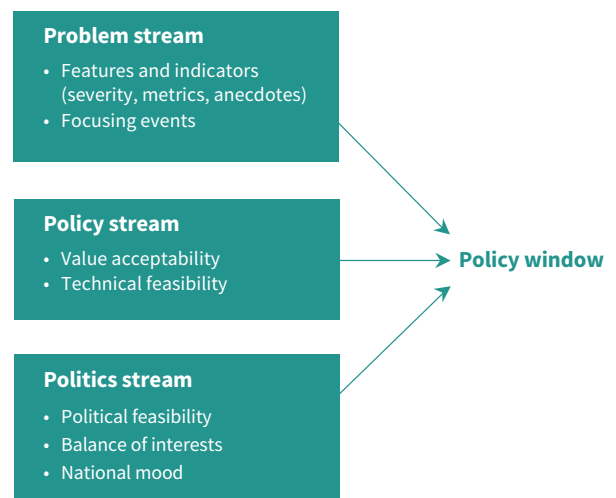 Problem stream
• Features and indicators
(severity, metrics, anecdotes)
• Focusing events
Policy stream
• Value acceptability
• Technical feasibility
Policy window
Politics stream
• Political feasibility
• Balance of interests
• National mood